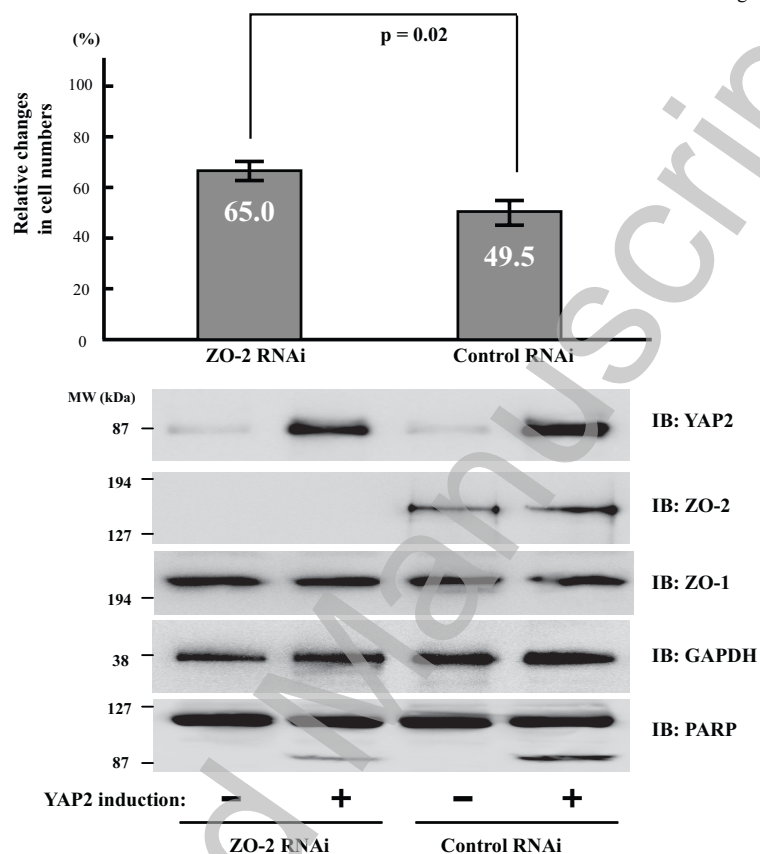 g
(%)
p = 0.02
Relative changes
in cell numbers
100
80
60
40
20
0
65.0
49.5
ZO-2 RNAi
Control RNAi
MW (kDa)
87
IB: YAP2
194
127
IB: ZO-2
194
IB: ZO-1
38
IB: GAPDH
127
87
IB: PARP
YAP2 induction: − + − +
ZO-2 RNAi
Control RNAi
d Manuscrip